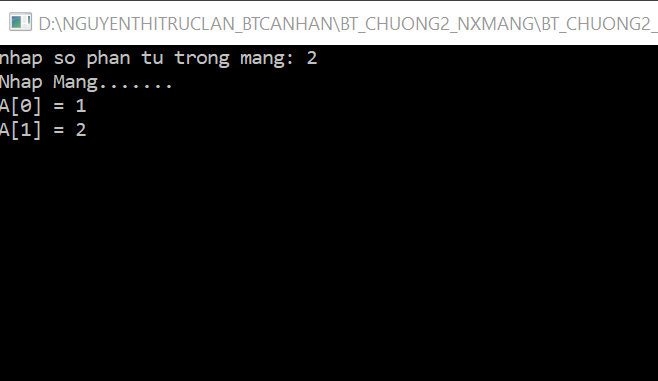 D:\NGUYENTHITRUCLAN_BTCANHAN\BT_CHUONG2_NXMANG\BT_CHUONG2_
nhap so phan tu trong mang: 2
Nhap Mang.......
A[0] = 1
A[1] = 2